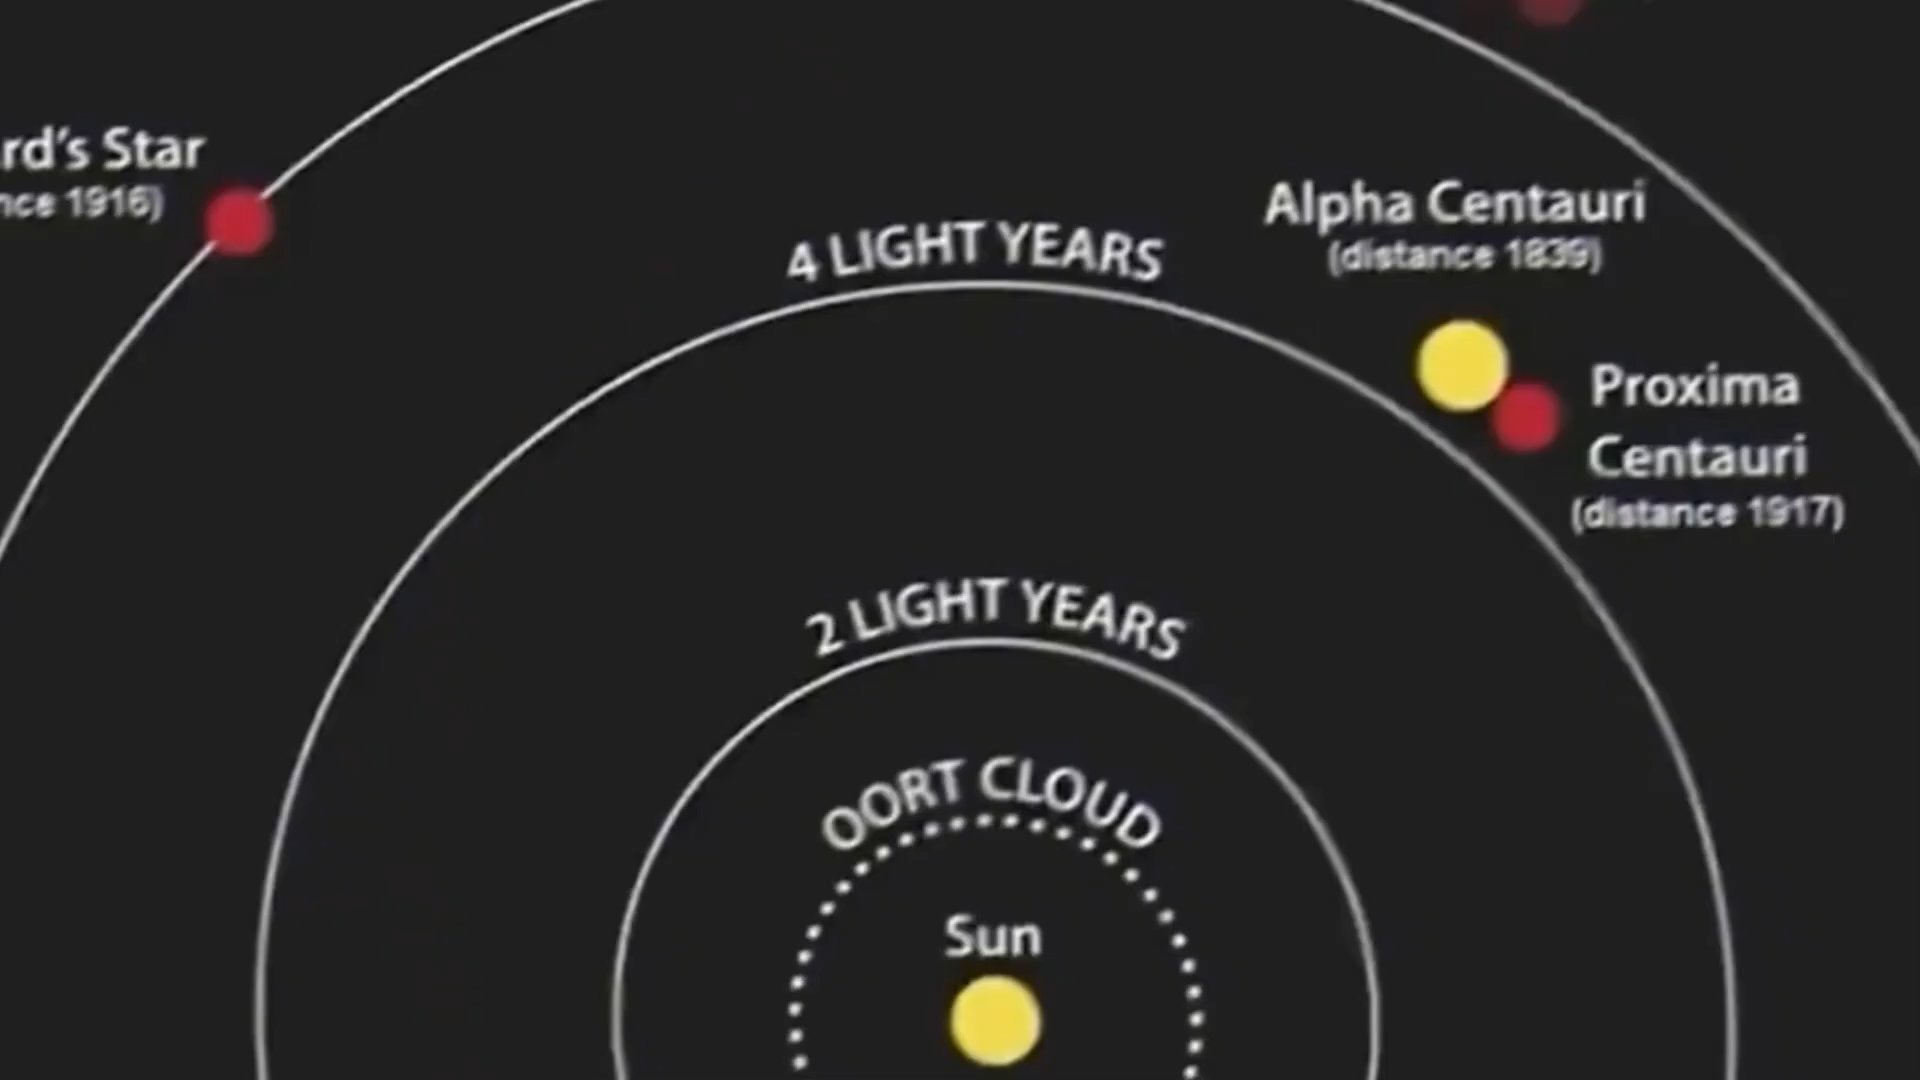 rd's Star
nce 1916)
4 LIGHT YEARS
Alpha Centauri
(distance 1839)
Proxima
Centauri
(distance 1917)
2 LIGHT YEARS
OORT CLOUD
Sun